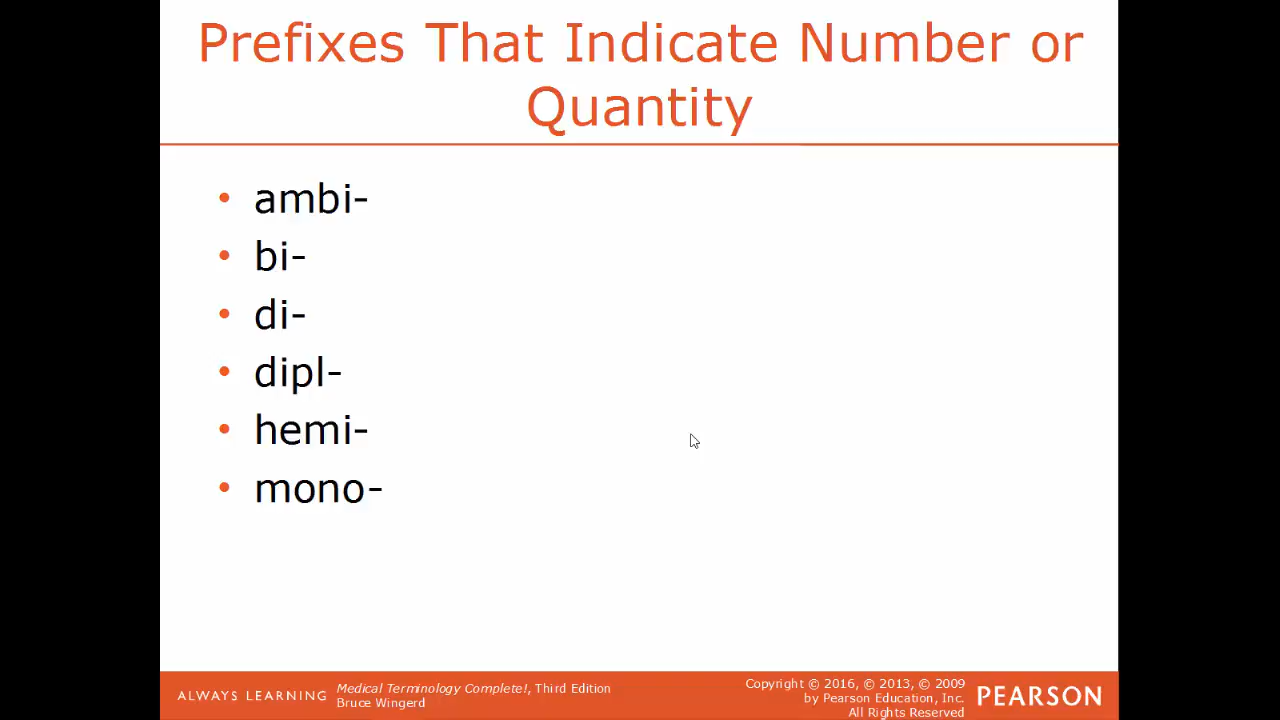 Prefixes That Indicate Number or
Quantity
• ambi-
• bi-
• di-
• dipl-
• hemi-
• mono-
ALWAYS LEARNING
Medical Terminology Complete!, Third Edition
Bruce Wingerd
Copyright © 2016, © 2013, © 2009
by Pearson Education, Inc.
All Rights Reserved
PEARSON